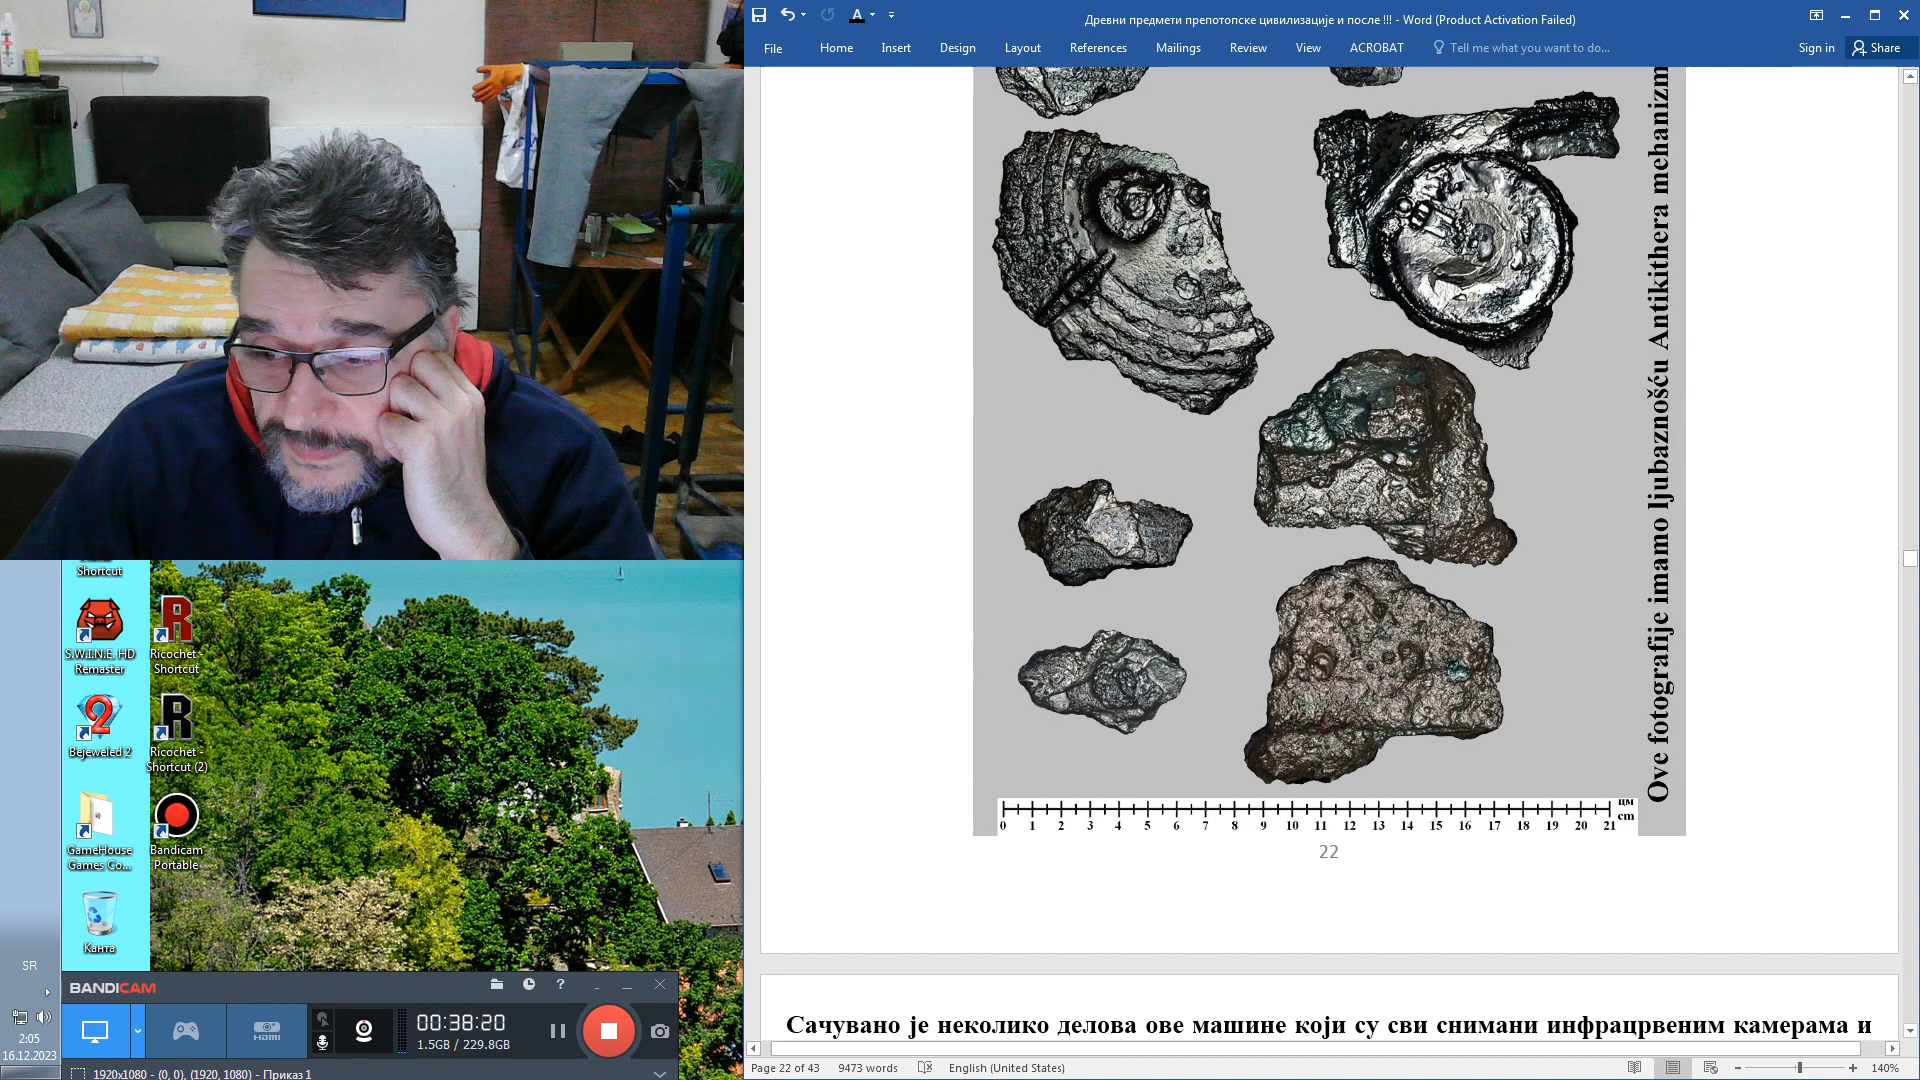 Древни предмети препотопске цивилизације и после !!! - Word (Product Activation Failed)
File Home Insert Design Layout References Mailings Review View ACROBAT Tell me what you want to do... Sign in Share
Ove fotografije imamo ljubaznošću Antikithera mehanizm
0 1 2 3 4 5 6 7 8 9 10 11 12 13 14 15 16 17 18 19 20 21
цм
cm
22
Сачувано је неколико делова ове машине који су сви снимани инфрацрвеним камерама и
Page 22 of 43 9473 words English (United States) 140%
Shortcut
S.W.I.N.E. HD
Remaster
Ricochet -
Shortcut
Bejeweled 2
Ricochet -
Shortcut (2)
GameHouse
Games Co...
Bandicam
Portable
Канта
SR
2:05
16.12.2023
BANDICAM
HDMI
00:38:20
1.5GB / 229.8GB
1920x1080 - (0, 0), (1920, 1080) - Приказ 1